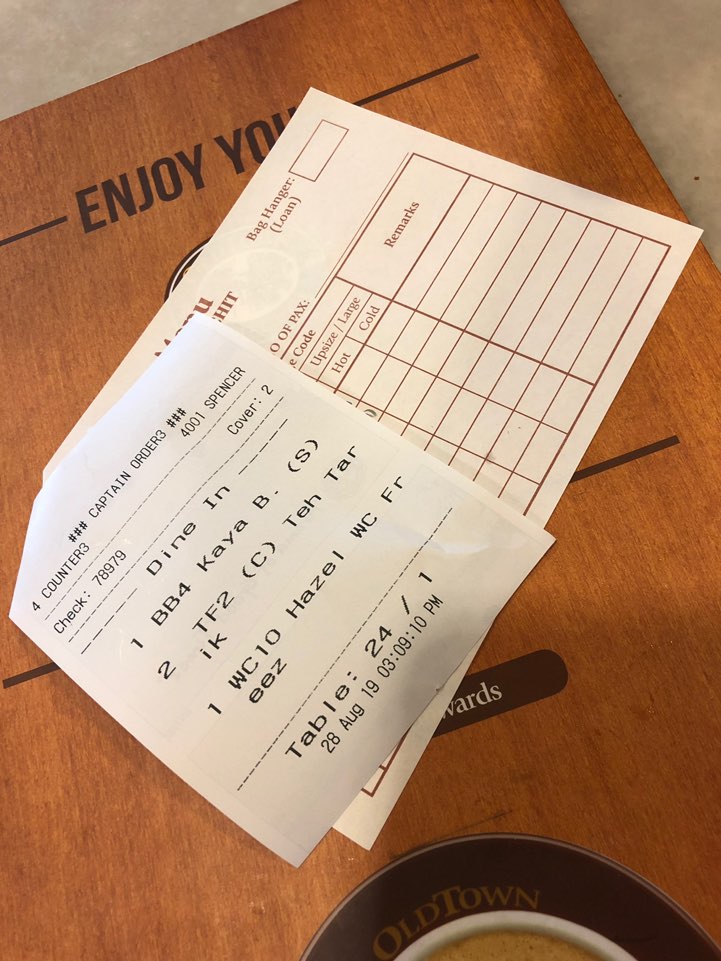 ENJOY
Bag Hanger:
(Loan)
Remarks
Menu
O OF PAX:
Code
Upsize / Large
Hot
Cold
### CAPTAIN ORDER3 ###
4 COUNTER3
4001 SPENCER
Check: 78979
Cover: 2
Dine In
1 BB4 Kaya B. (S)
2 TF2 (C) Teh Tar
ik
1 WC10 Hazel WC Fr
eez
Table: 24 / 1
28 Aug 19 03:09:10 PM
wards
OLDTOWN